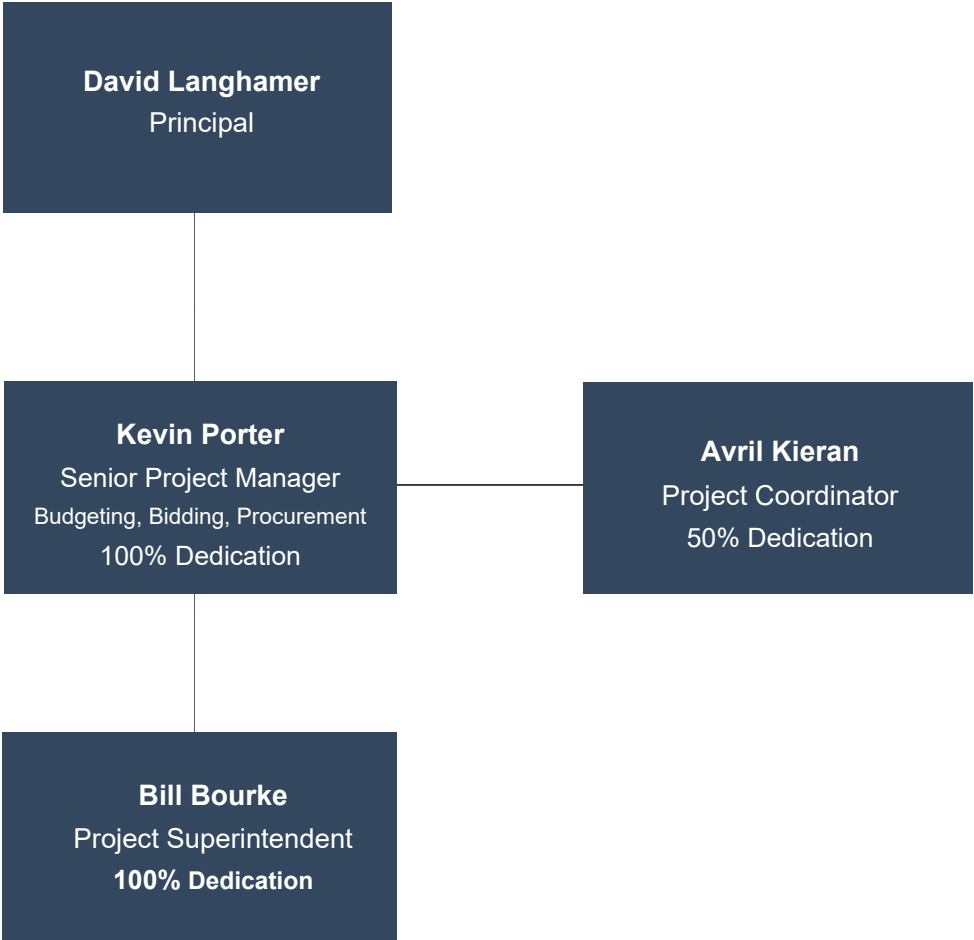 David Langhamer
Principal
Kevin Porter
Senior Project Manager
Budgeting, Bidding, Procurement
100% Dedication
Avril Kieran
Project Coordinator
50% Dedication
Bill Bourke
Project Superintendent
100% Dedication